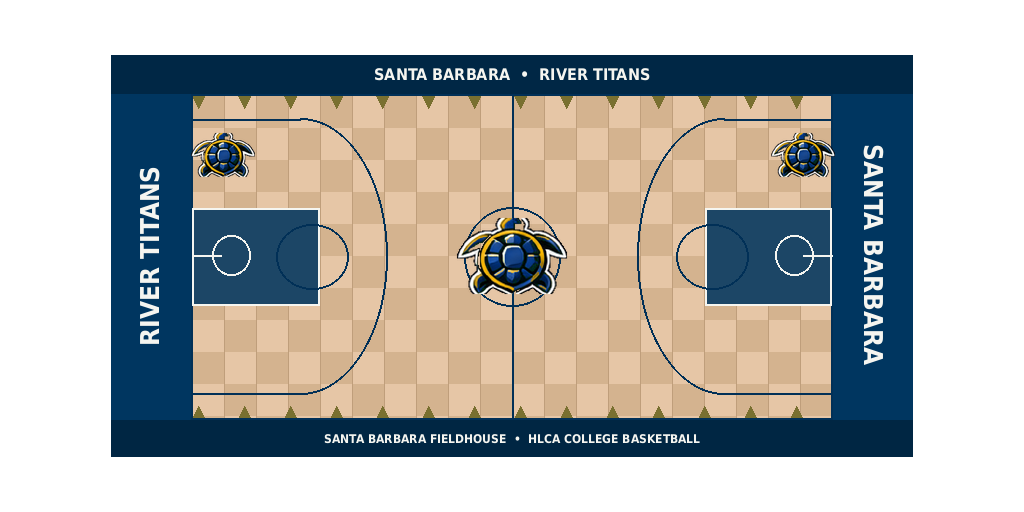 SANTA BARBARA • RIVER TITANS
RIVER TITANS
SANTA BARBARA
SANTA BARBARA FIELDHOUSE • HLCA COLLEGE BASKETBALL